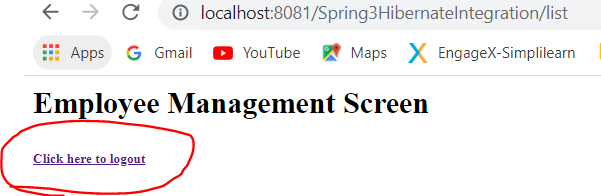 localhost:8081/Spring3HibernateIntegration/list
Apps Gmail YouTube Maps EngageX-Simplilearn
Employee Management Screen
Click here to logout